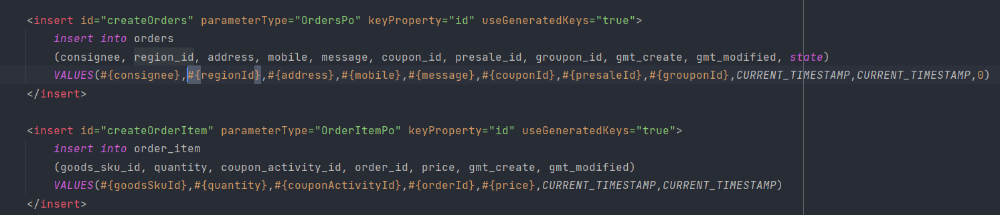 <insert id="createOrders" parameterType="OrdersPo" keyProperty="id" useGeneratedKeys="true">
insert into orders
(consignee, region_id, address, mobile, message, coupon_id, presale_id, groupon_id, gmt_create, gmt_modified, state)
VALUES(#{consignee},#{regionId},#{address},#{mobile},#{message},#{couponId},#{presaleId},#{grouponId},CURRENT_TIMESTAMP,CURRENT_TIMESTAMP,0)
</insert>
<insert id="createOrderItem" parameterType="OrderItemPo" keyProperty="id" useGeneratedKeys="true">
insert into order_item
(goods_sku_id, quantity, coupon_activity_id, order_id, price, gmt_create, gmt_modified)
VALUES(#{goodsSkuId},#{quantity},#{couponActivityId},#{orderId},#{price},CURRENT_TIMESTAMP,CURRENT_TIMESTAMP)
</insert>